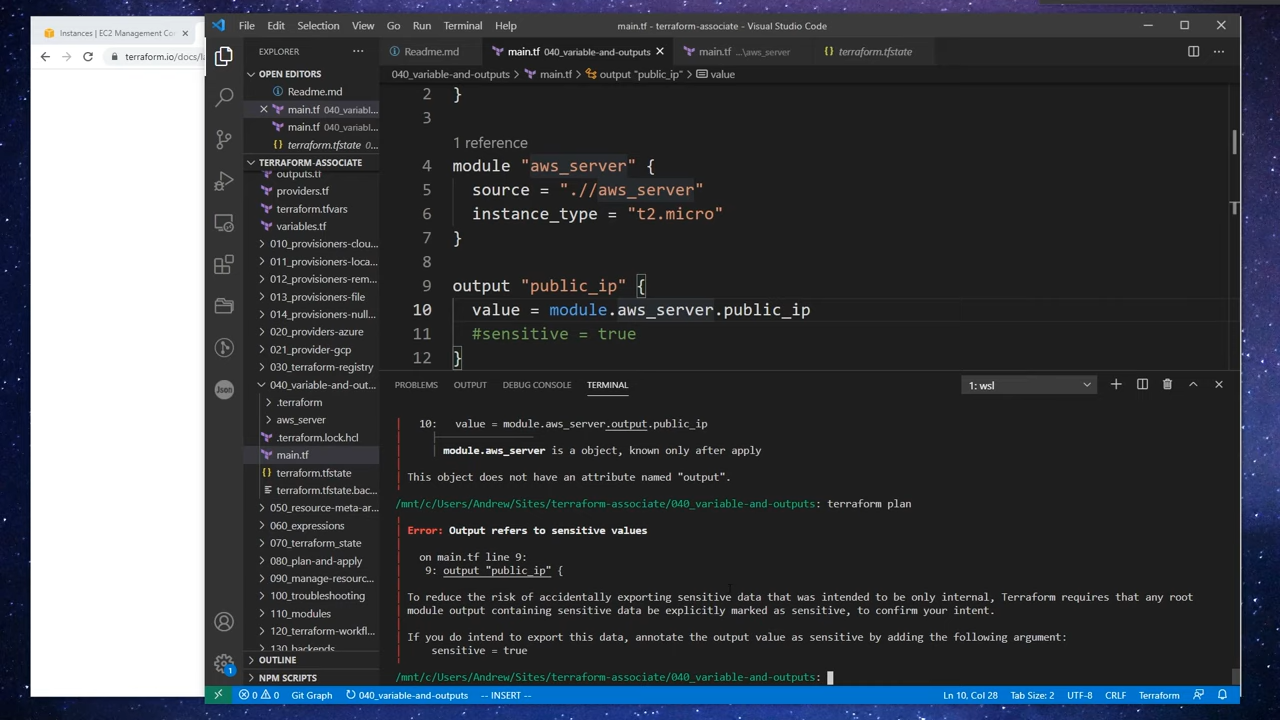 Instances | EC2 Management Co
terraform.io/docs/l
File Edit Selection View Go Run Terminal Help
main.tf - terraform-associate - Visual Studio Code
EXPLORER
OPEN EDITORS
Readme.md
main.tf 040_variabl...
main.tf 040_variab...
terraform.tfstate 0...
TERRAFORM-ASSOCIATE
outputs.tf
providers.tf
terraform.tfvars
variables.tf
010_provisioners-clou...
011_provisioners-loca...
012_provisioners-rem...
013_provisioners-file
014_provisioners-null...
020_providers-azure
021_provider-gcp
030_terraform_registry
040_variable-and-out...
.terraform
aws_server
.terraform.lock.hcl
main.tf
terraform.tfstate
terraform.tfstate.bac...
050_resource-meta-ar...
060_expressions
070_terraform_state
080_plan-and-apply
090_manage-resourc...
100_troubleshooting
110_modules
120_terraform-workfl...
130_backends
OUTLINE
NPM SCRIPTS
Json
1
Readme.md
main.tf 040_variable-and-outputs
main.tf ...\aws_server
terraform.tfstate
040_variable-and-outputs > main.tf > output "public_ip" > value
2 }
3
1 reference
4 module "aws_server" {
5 source = ".//aws_server"
6 instance_type = "t2.micro"
7 }
8
9 output "public_ip" {
10 value = module.aws_server.public_ip
11 #sensitive = true
12 }
PROBLEMS OUTPUT DEBUG CONSOLE TERMINAL
1: wsl
10: value = module.aws_server.output.public_ip
module.aws_server is a object, known only after apply
This object does not have an attribute named "output".
/mnt/c/Users/Andrew/Sites/terraform-associate/040_variable-and-outputs: terraform plan
Error: Output refers to sensitive values
on main.tf line 9:
9: output "public_ip" {
To reduce the risk of accidentally exporting sensitive data that was intended to be only internal, Terraform requires that any root
module output containing sensitive data be explicitly marked as sensitive, to confirm your intent.
If you do intend to export this data, annotate the output value as sensitive by adding the following argument:
sensitive = true
/mnt/c/Users/Andrew/Sites/terraform-associate/040_variable-and-outputs:
0 0 Git Graph 040_variable-and-outputs -- INSERT -- Ln 10, Col 28 Tab Size: 2 UTF-8 CRLF Terraform